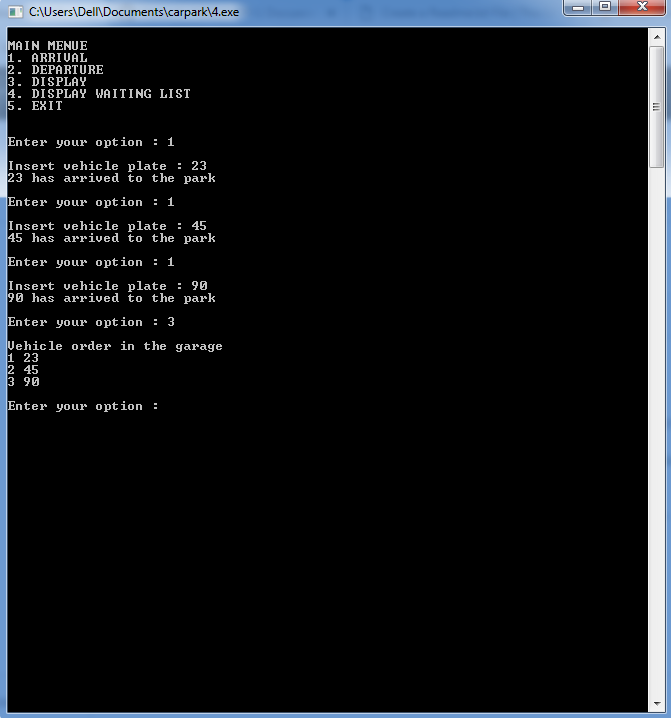 C:\Users\Dell\Documents\carpark\4.exe
MAIN MENUE
1. ARRIVAL
2. DEPARTURE
3. DISPLAY
4. DISPLAY WAITING LIST
5. EXIT
Enter your option : 1
Insert vehicle plate : 23
23 has arrived to the park
Enter your option : 1
Insert vehicle plate : 45
45 has arrived to the park
Enter your option : 1
Insert vehicle plate : 90
90 has arrived to the park
Enter your option : 3
Vehicle order in the garage
1 23
2 45
3 90
Enter your option :